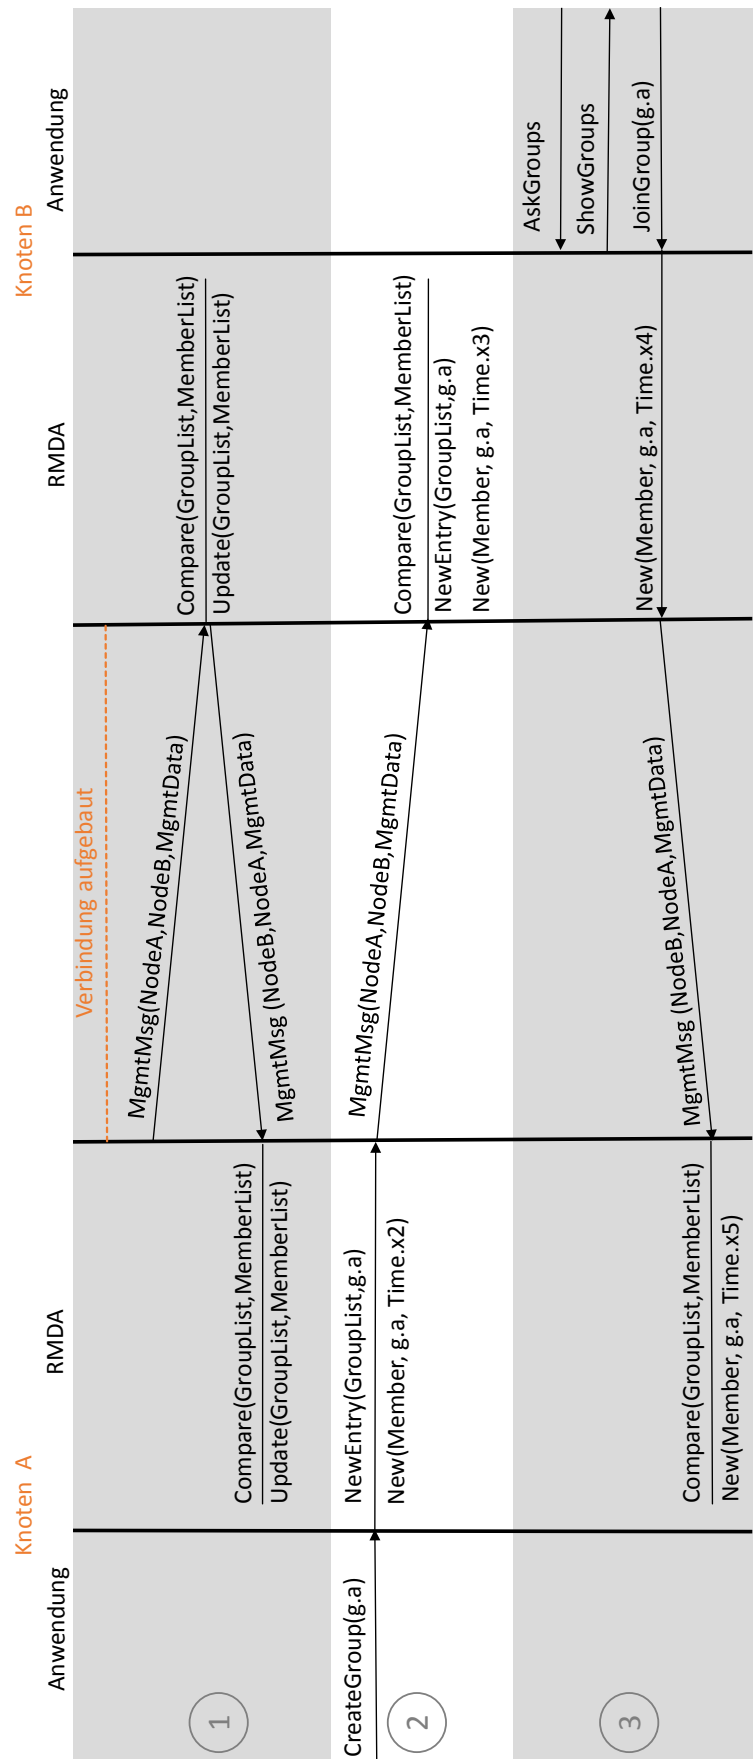 Knoten A
Knoten B
Anwendung
RMDA
RMDA
Anwendung
Verbindung aufgebaut
1
MgmtMsg(NodeA,NodeB,MgmtData)
Compare(GroupList,MemberList)
Update(GroupList,MemberList)
MgmtMsg (NodeB,NodeA,MgmtData)
Compare(GroupList,MemberList)
Update(GroupList,MemberList)
2
CreateGroup(g.a)
NewEntry(GroupList,g.a)
New(Member, g.a, Time.x2)
MgmtMsg(NodeA,NodeB,MgmtData)
Compare(GroupList,MemberList)
NewEntry(GroupList,g.a)
New(Member, g.a, Time.x3)
3
AskGroups
ShowGroups
JoinGroup(g.a)
New(Member, g.a, Time.x4)
MgmtMsg (NodeB,NodeA,MgmtData)
Compare(GroupList,MemberList)
New(Member, g.a, Time.x5)